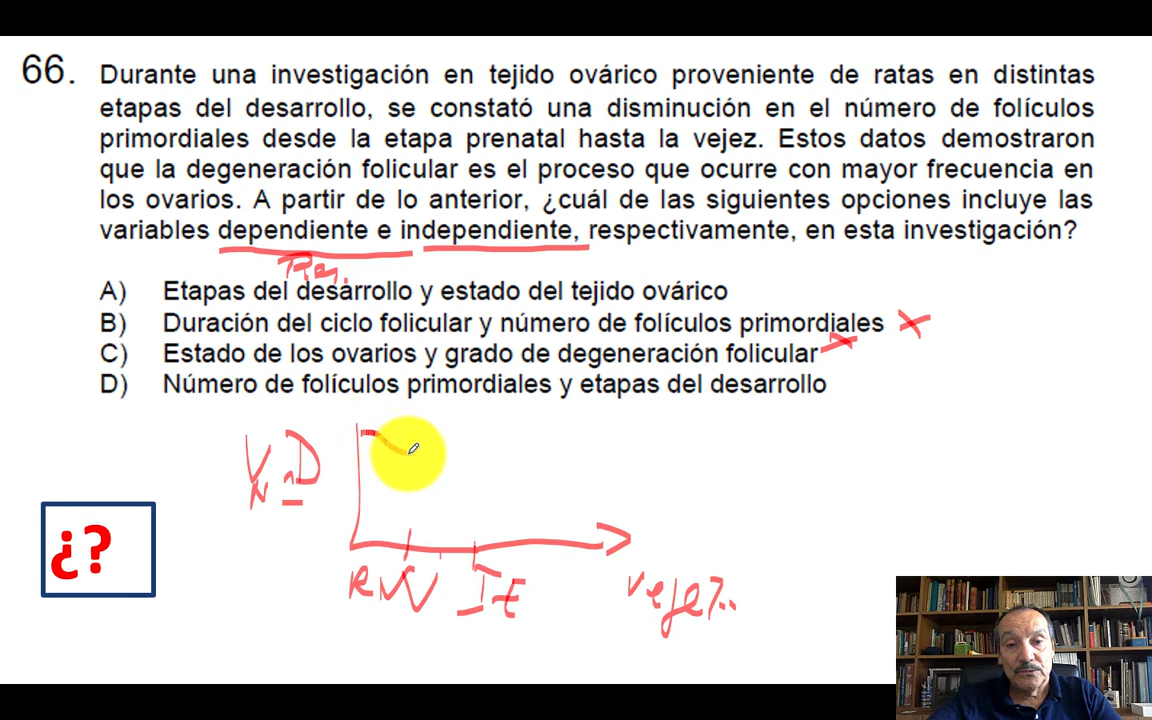 66. Durante una investigación en tejido ovárico proveniente de ratas en distintas
etapas del desarrollo, se constató una disminución en el número de folículos
primordiales desde la etapa prenatal hasta la vejez. Estos datos demostraron
que la degeneración folicular es el proceso que ocurre con mayor frecuencia en
los ovarios. A partir de lo anterior, ¿cuál de las siguientes opciones incluye las
variables dependiente e independiente, respectivamente, en esta investigación?
A) Etapas del desarrollo y estado del tejido ovárico
B) Duración del ciclo folicular y número de folículos primordiales
C) Estado de los ovarios y grado de degeneración folicular
D) Número de folículos primordiales y etapas del desarrollo
V D
¿?
RN V I t
vejez..